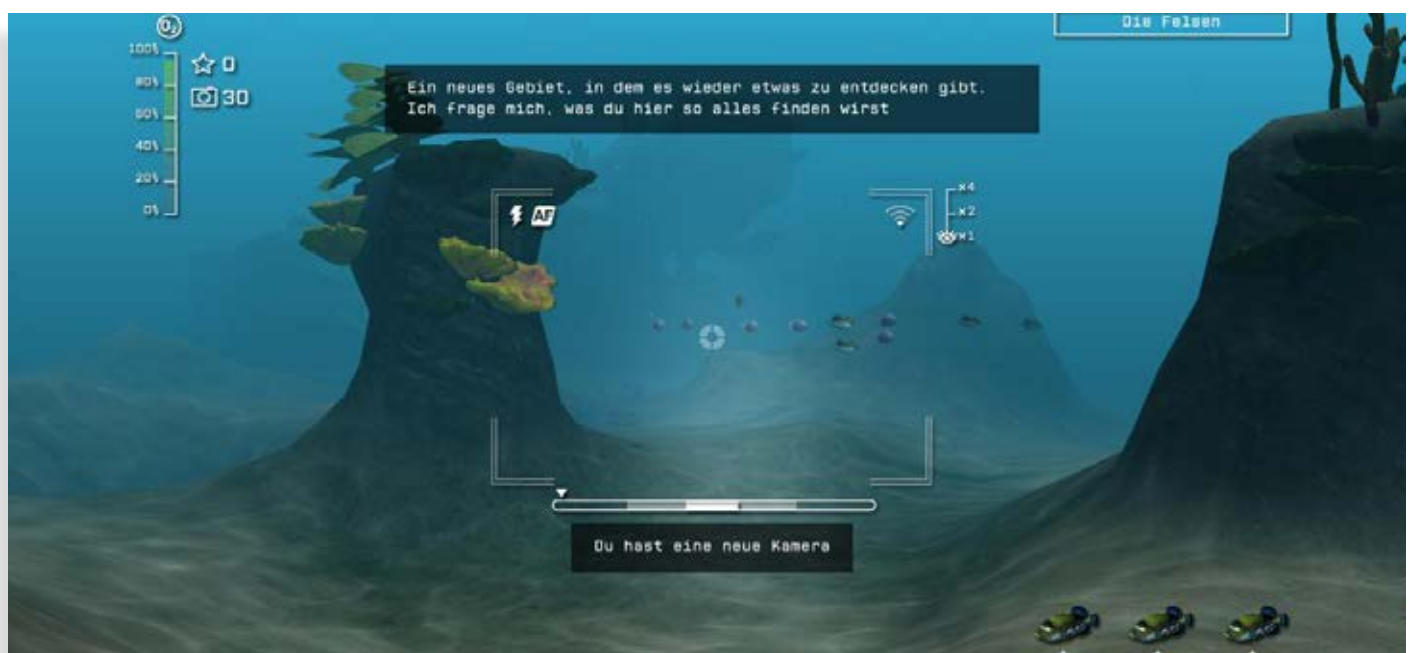 O₂
Die Felsen
100%
80%
60%
40%
20%
0%
0
30
Ein neues Gebiet, in dem es wieder etwas zu entdecken gibt.
Ich frage mich, was du hier so alles finden wirst
AF
x4
x2
x1
Du hast eine neue Kamera